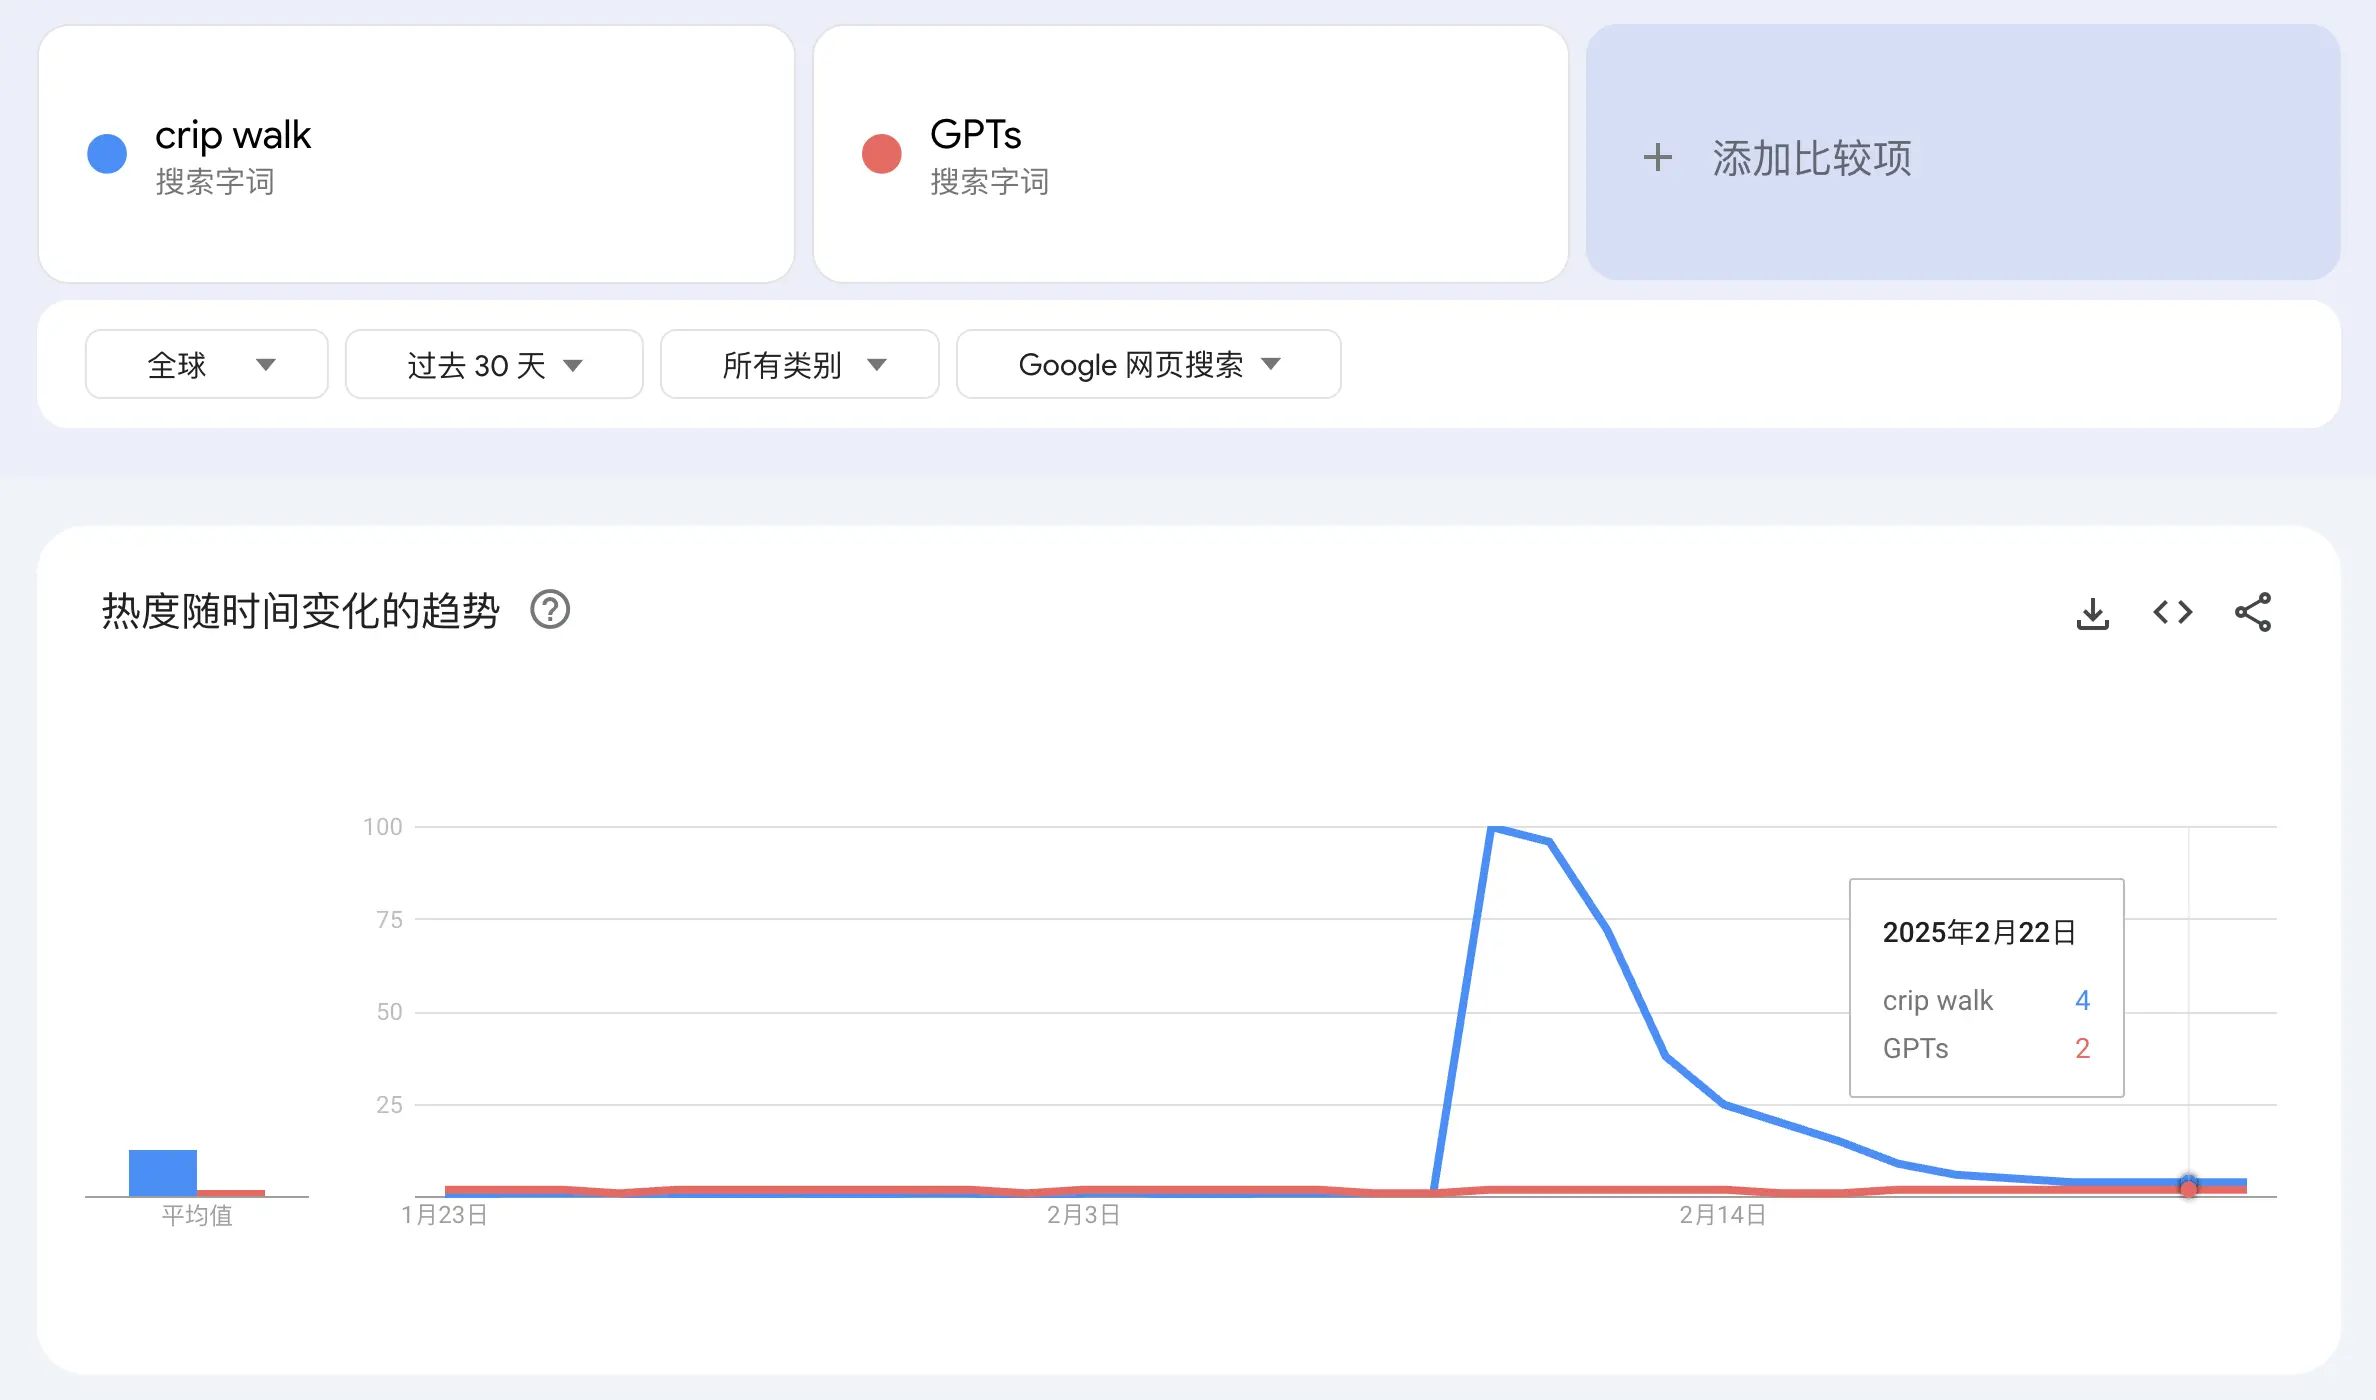 crip walk
搜索字词
GPTs
搜索字词
+ 添加比较项
全球
过去 30 天
所有类别
Google 网页搜索
热度随时间变化的趋势
100
75
50
25
2025年2月22日
crip walk 4
GPTs 2
平均值
1月23日
2月3日
2月14日